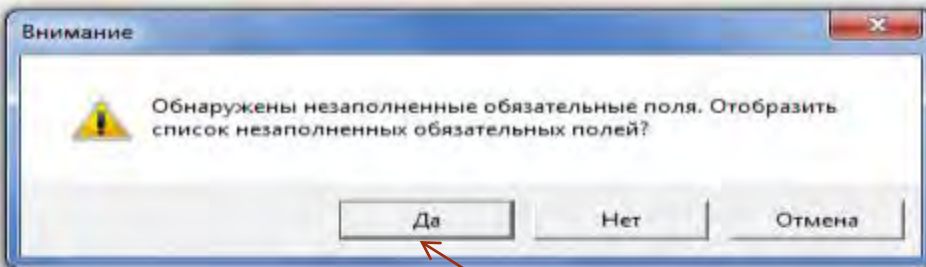 Внимание
Обнаружены незаполненные обязательные поля. Отобразить
список незаполненных обязательных полей?
Да
Нет
Отмена